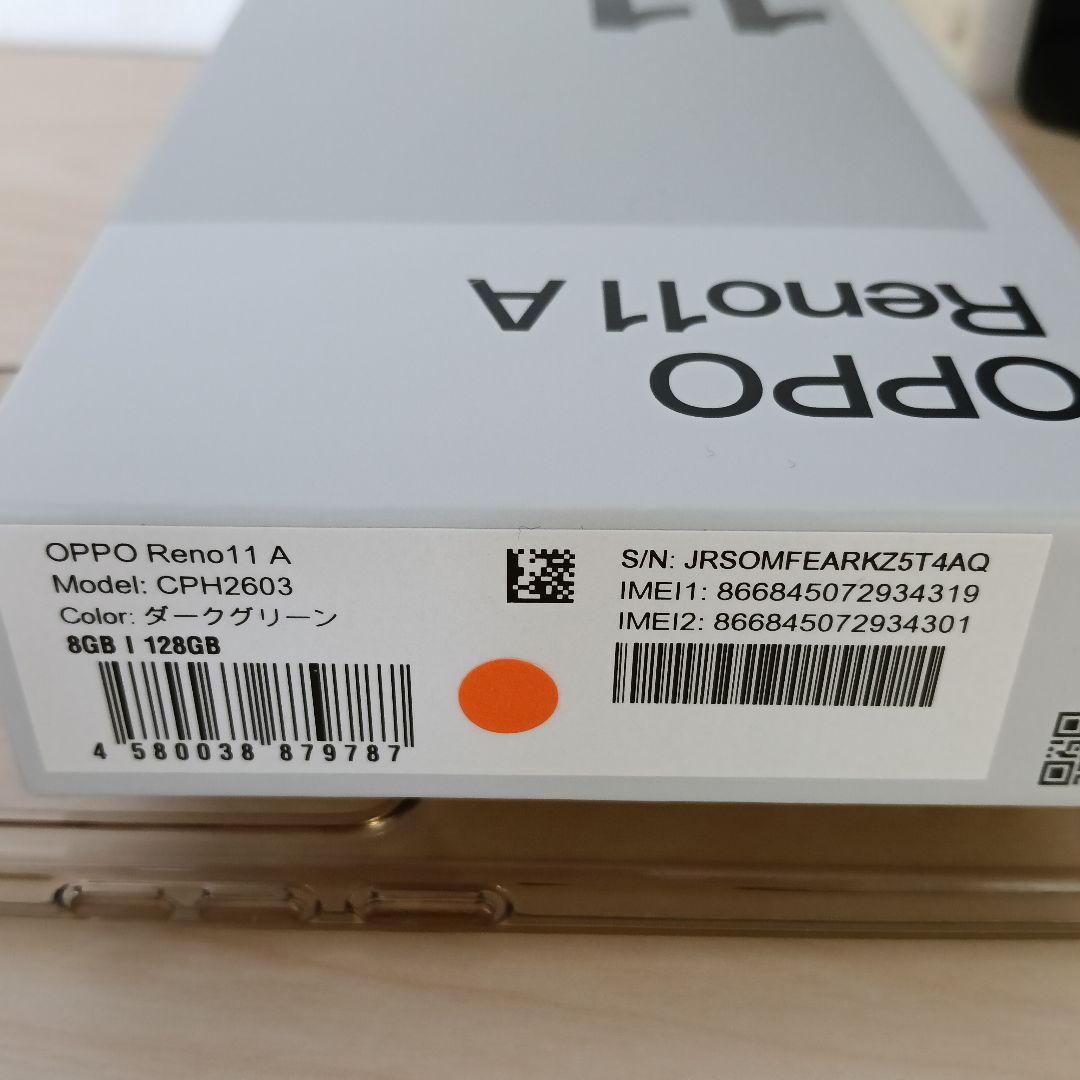 11
Reno11 A
OPPO
OPPO Reno11 A
Model: CPH2603
Color: ダークグリーン
8GB | 128GB
4 580038 879787
S/N: JRSOMFEARKZ5T4AQ
IMEI1: 866845072934319
IMEI2: 866845072934301